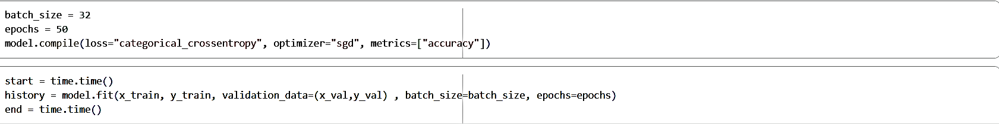 batch_size = 32
epochs = 50
model.compile(loss="categorical_crossentropy", optimizer="sgd", metrics=["accuracy"])
start = time.time()
history = model.fit(x_train, y_train, validation_data=(x_val,y_val) , batch_size=batch_size, epochs=epochs)
end = time.time()